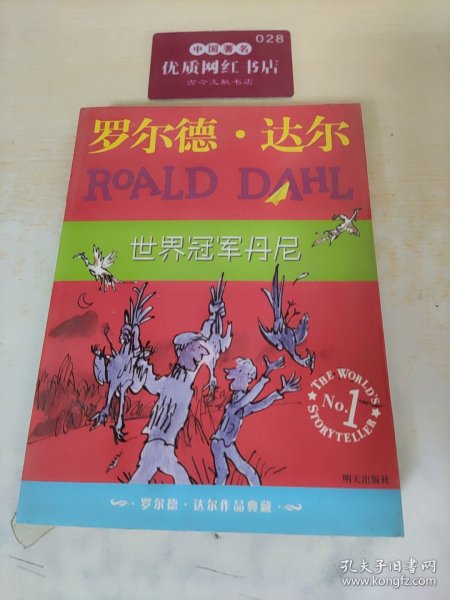 028
中国著名
优质网红书店
古今文献书店
罗尔德·达尔
ROALD DAHL
世界冠军丹尼
THE WORLD'S
No.1
STORYTELLER
明天出版社
罗尔德·达尔作品典藏
孔夫子旧书网
www.kongfz.com